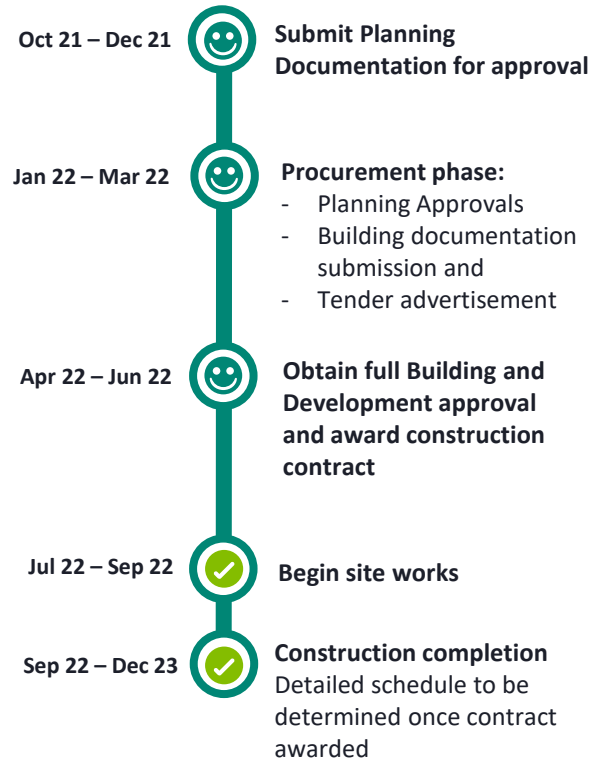 Oct 21 – Dec 21
Submit Planning
Documentation for approval
Jan 22 – Mar 22
Procurement phase:
- Planning Approvals
- Building documentation
submission and
- Tender advertisement
Apr 22 – Jun 22
Obtain full Building and
Development approval
and award construction
contract
Jul 22 – Sep 22
Begin site works
Sep 22 – Dec 23
Construction completion
Detailed schedule to be
determined once contract
awarded